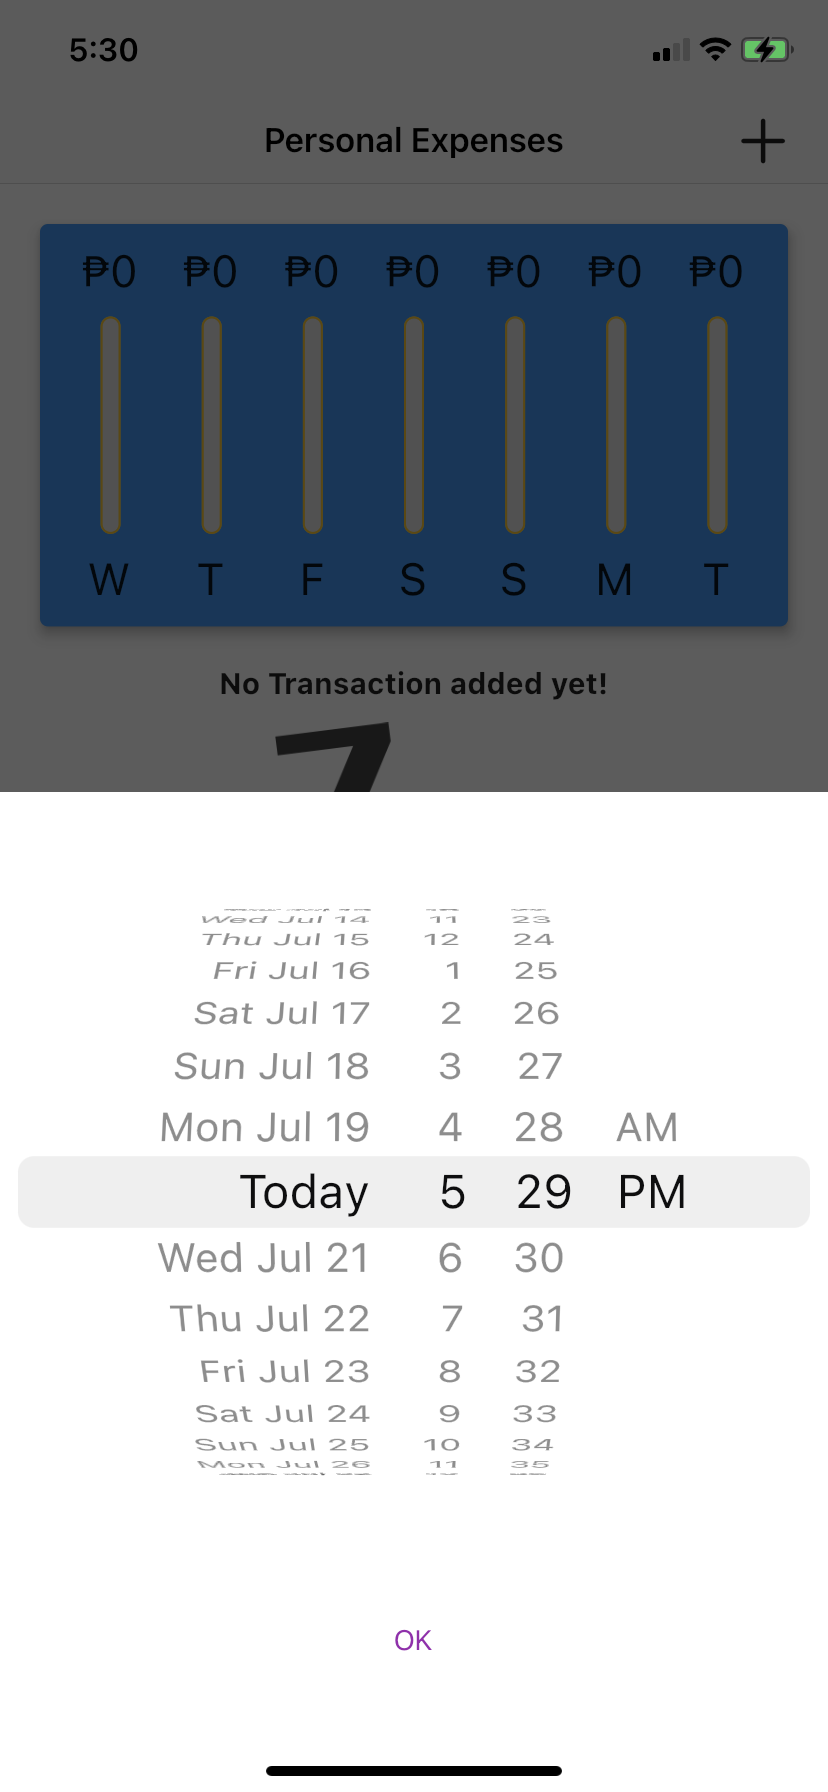 5:30
Personal Expenses
₱0 ₱0 ₱0 ₱0 ₱0 ₱0 ₱0
W T F S S M T
No Transaction added yet!
Wed Jul 14 11 23
Thu Jul 15 12 24
Fri Jul 16 1 25
Sat Jul 17 2 26
Sun Jul 18 3 27
Mon Jul 19 4 28 AM
Today 5 29 PM
Wed Jul 21 6 30
Thu Jul 22 7 31
Fri Jul 23 8 32
Sat Jul 24 9 33
Sun Jul 25 10 34
Mon Jul 26 11 35
OK